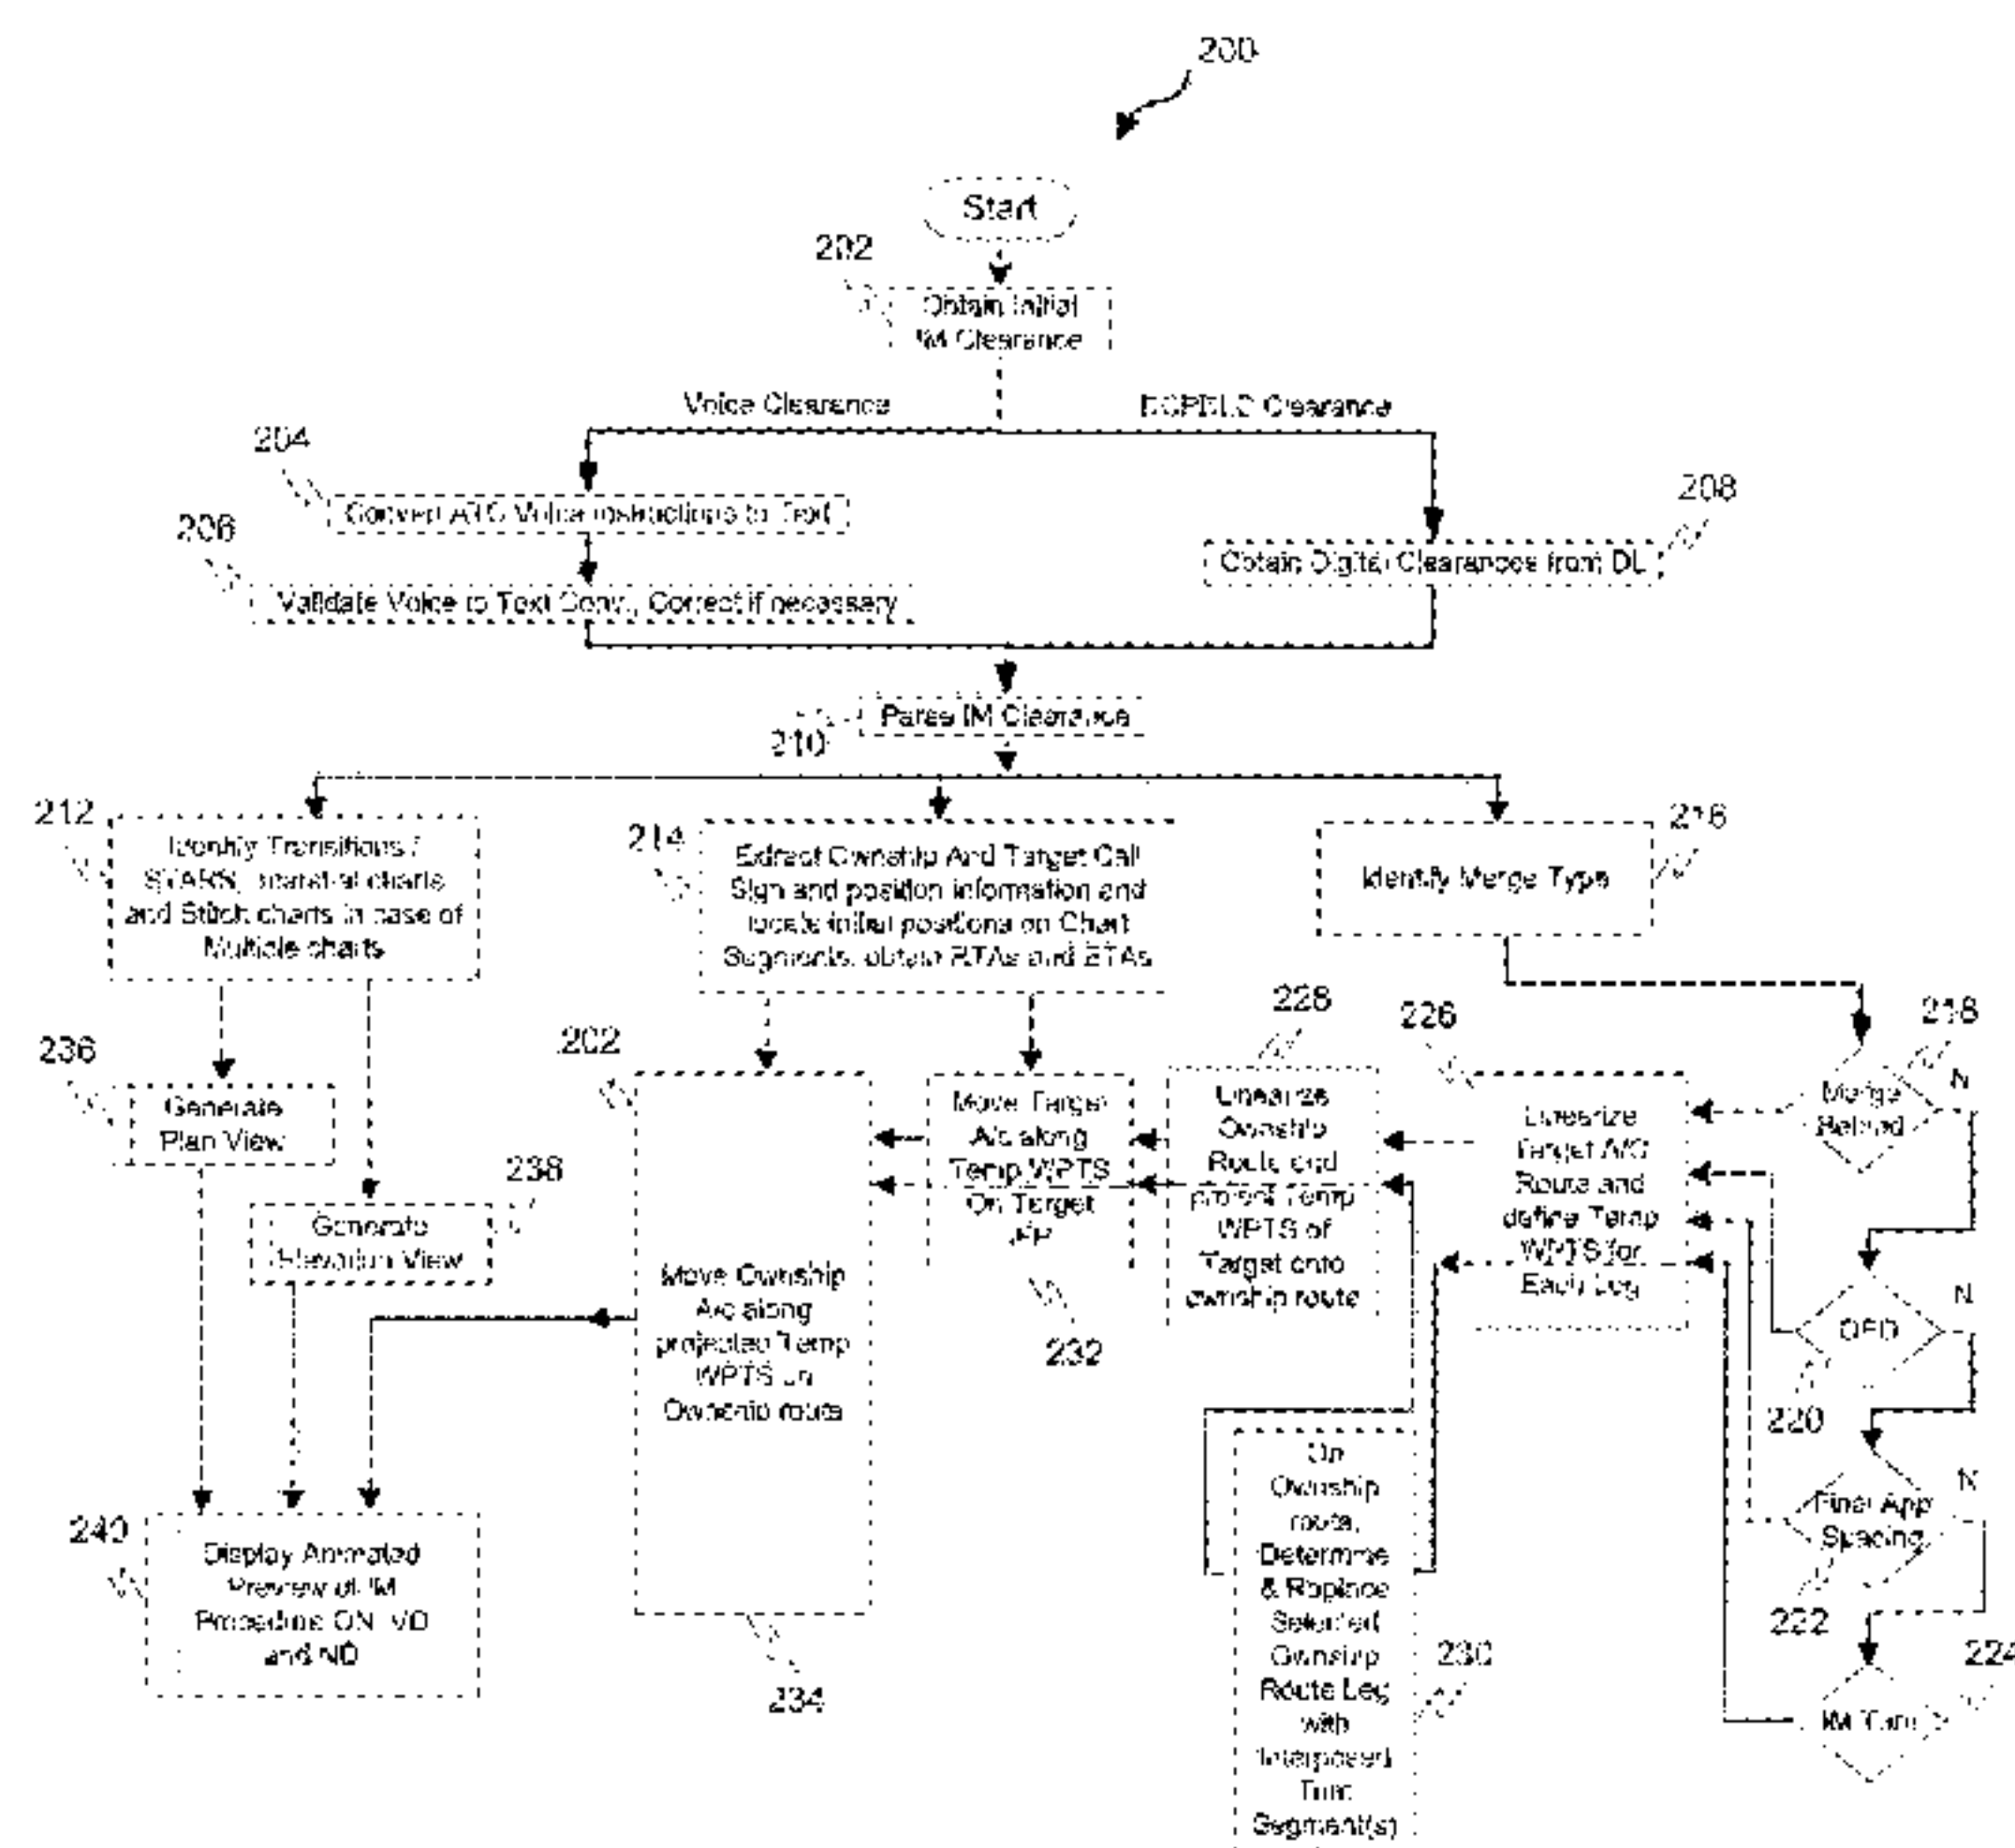 200
Start
202
Obtain Initial
IM Clearance
Voice Clearance
Clearance
204
Convert ATC Voice Instructions to Text
206
Validate Voice to Text Conv., Correct if necessary
208
Obtain Digital Clearances from DL
Parse IM Clearance
210
212
Identify Transitions /
STARS, charts
and Stitch charts in case of
Multiple charts
214
Extract Ownship And Target Call
Sign and position information and
locate initial positions on Chart
Segments, obtain RTAs and ETAs
216
Identify Merge Type
236
Generate
Plan View
238
Generate
Elevation View
202
Move Ownship
A/c along
projected Temp
WPTS on
Ownship route
234
Move Target
A/c along
Temp WPTS
On Target
FP
232
228
Linearize
Ownship
Route and
project Temp
WPTS of
Target onto
ownship route
226
Linearize
Target A/C
Route and
define Temp
WPTS for
Each Leg
218
Merge
Behind
N
N
220
N
Final App
Spacing
222
IM Turn
224
On
Ownship
route,
Determine
& Replace
Selected
Ownship
Route Leg
with
Interposed
Turn
Segment(s)
230
240
Display Animated
Preview of IM
Procedure ON
and ND